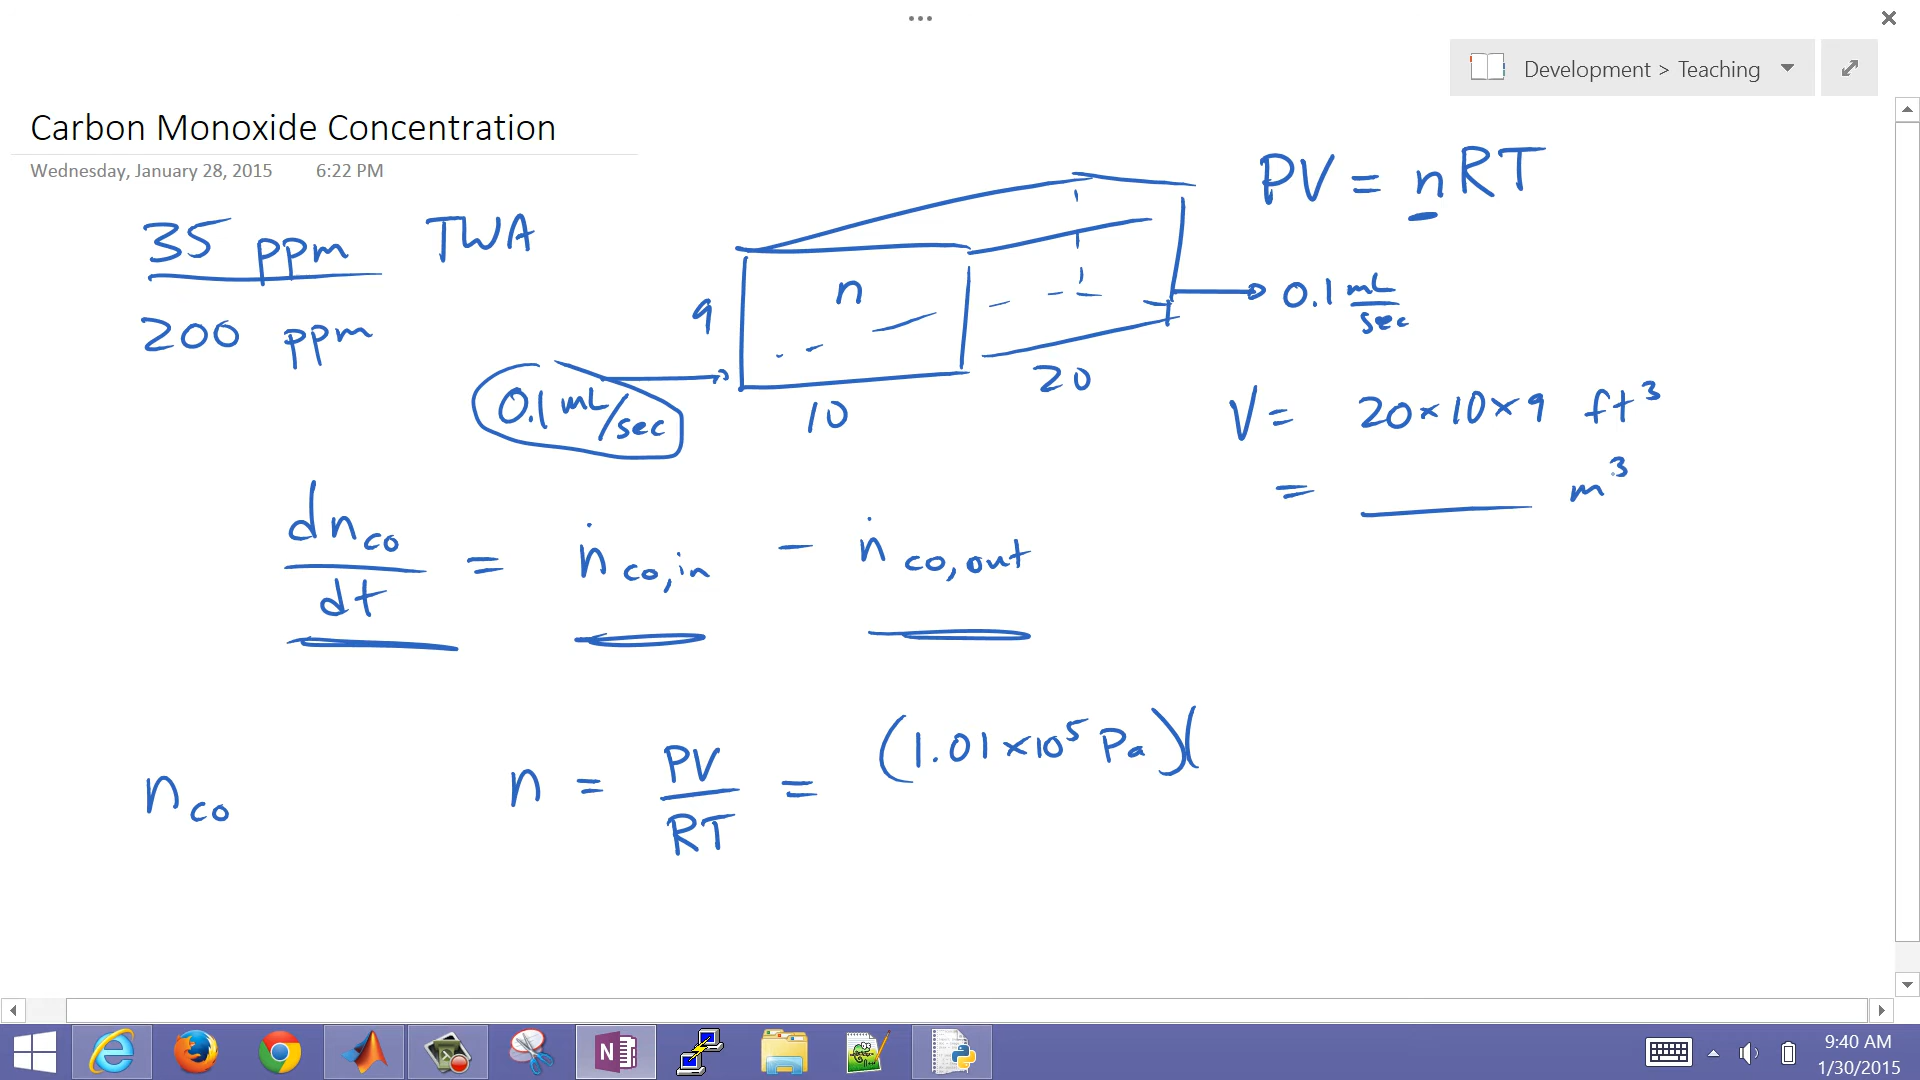 Development > Teaching
Carbon Monoxide Concentration
Wednesday, January 28, 2015 6:22 PM
PV = nRT
35 ppm TWA
200 ppm
n
9
10
20
0.1 mL/sec
0.1 mL/sec
V = 20×10×9 ft³
= ______ m³
dn_co/dt = ṅ_co,in - ṅ_co,out
n_co
n = PV/RT = (1.01×10⁵ Pa)(
N
9:40 AM
1/30/2015